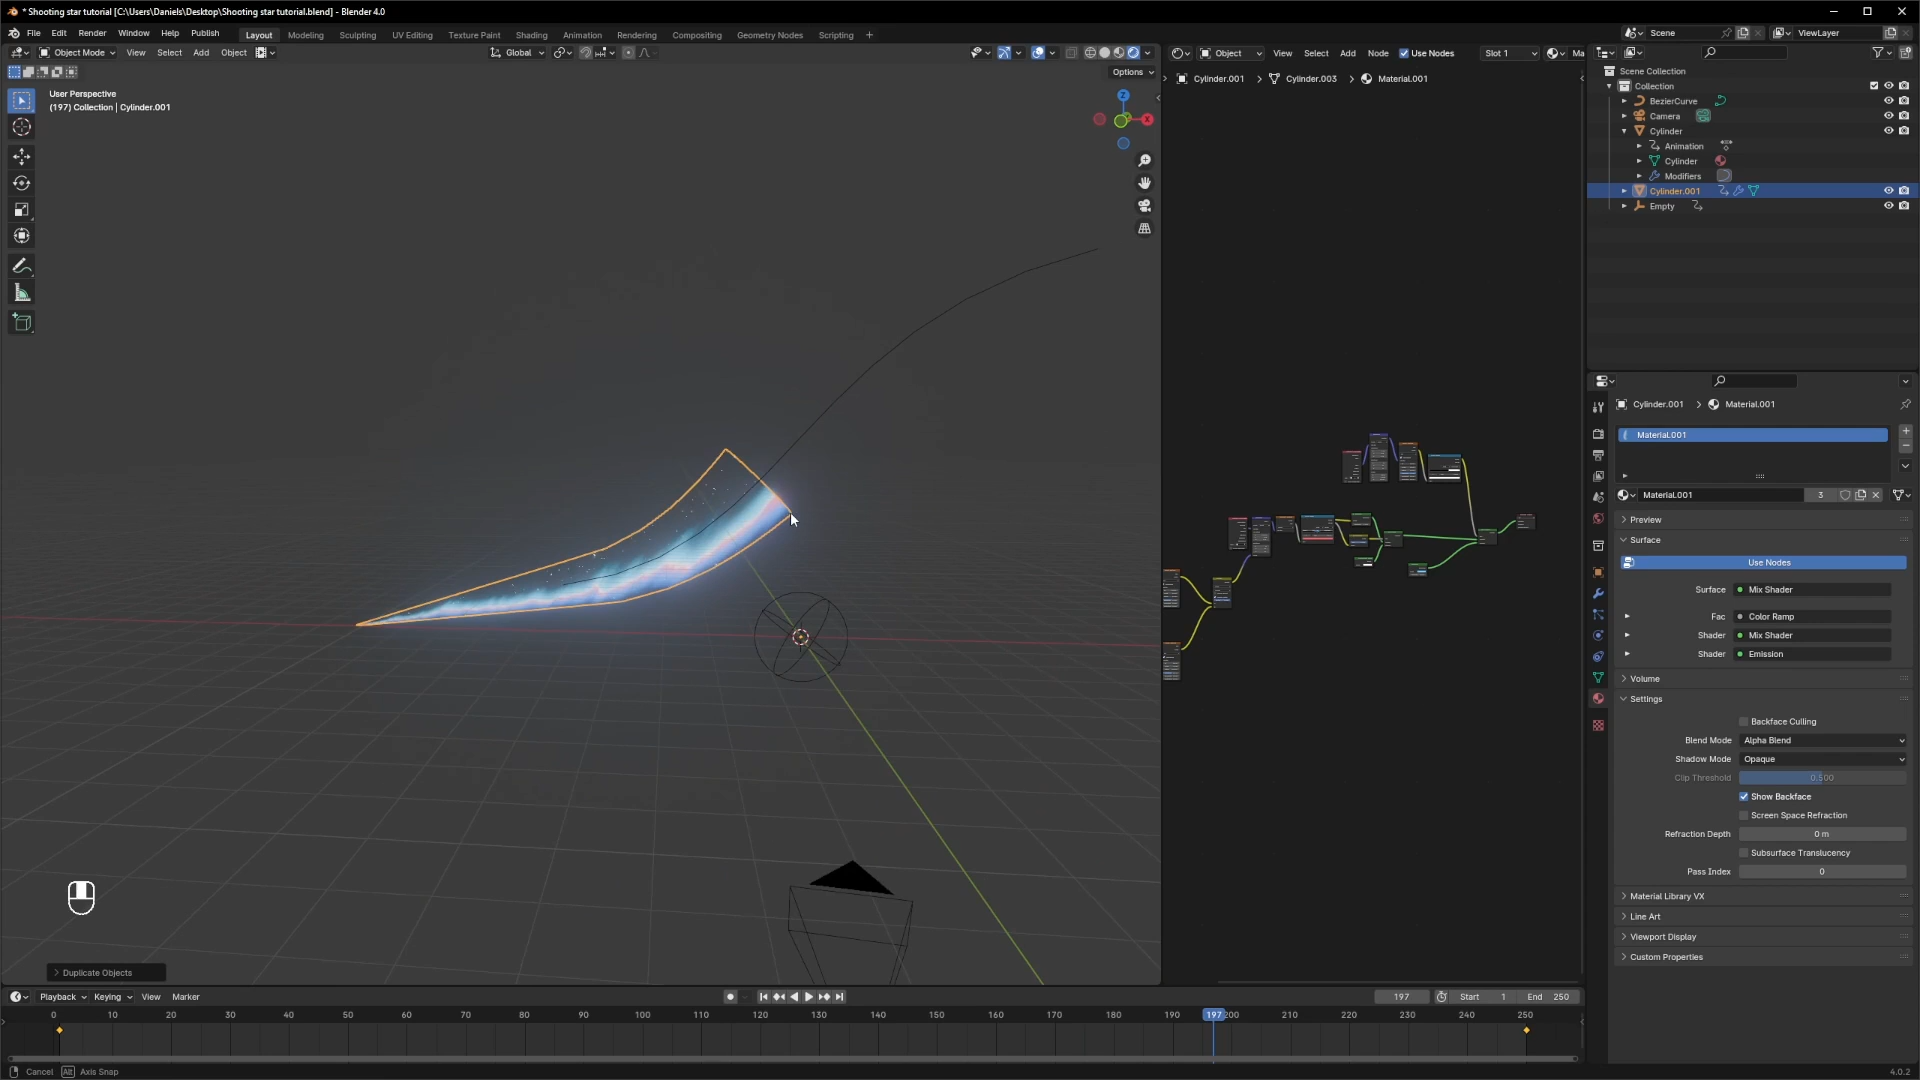 * Shooting star tutorial [C:\Users\Daniels\Desktop\Shooting star tutorial.blend] - Blender 4.0
File Edit Render Window Help Publish Layout Modeling Sculpting UV Editing Texture Paint Shading Animation Rendering Compositing Geometry Nodes Scripting + Scene ViewLayer
Object Mode View Select Add Object Global Object View Select Add Node Use Nodes Slot 1 Ma
Options
Cylinder.001 > Cylinder.003 > Material.001
User Perspective
(197) Collection | Cylinder.001
Z
X
Scene Collection
Collection
BezierCurve
Camera
Cylinder
Animation
Cylinder
Modifiers
Cylinder.001
Empty
Cylinder.001 > Material.001
Material.001
Material.001 3
Preview
Surface
Use Nodes
Surface Mix Shader
Fac Color Ramp
Shader Mix Shader
Shader Emission
Volume
Settings
Backface Culling
Blend Mode Alpha Blend
Shadow Mode Opaque
Clip Threshold 0.500
Show Backface
Screen Space Refraction
Refraction Depth 0 m
Subsurface Translucency
Pass Index 0
Material Library VX
Line Art
Viewport Display
Custom Properties
Duplicate Objects
Playback Keying View Marker 197 Start 1 End 250
0 10 20 30 40 50 60 70 80 90 100 110 120 130 140 150 160 170 180 190 197 200 210 220 230 240 250
Cancel Alt Axis Snap 4.0.2